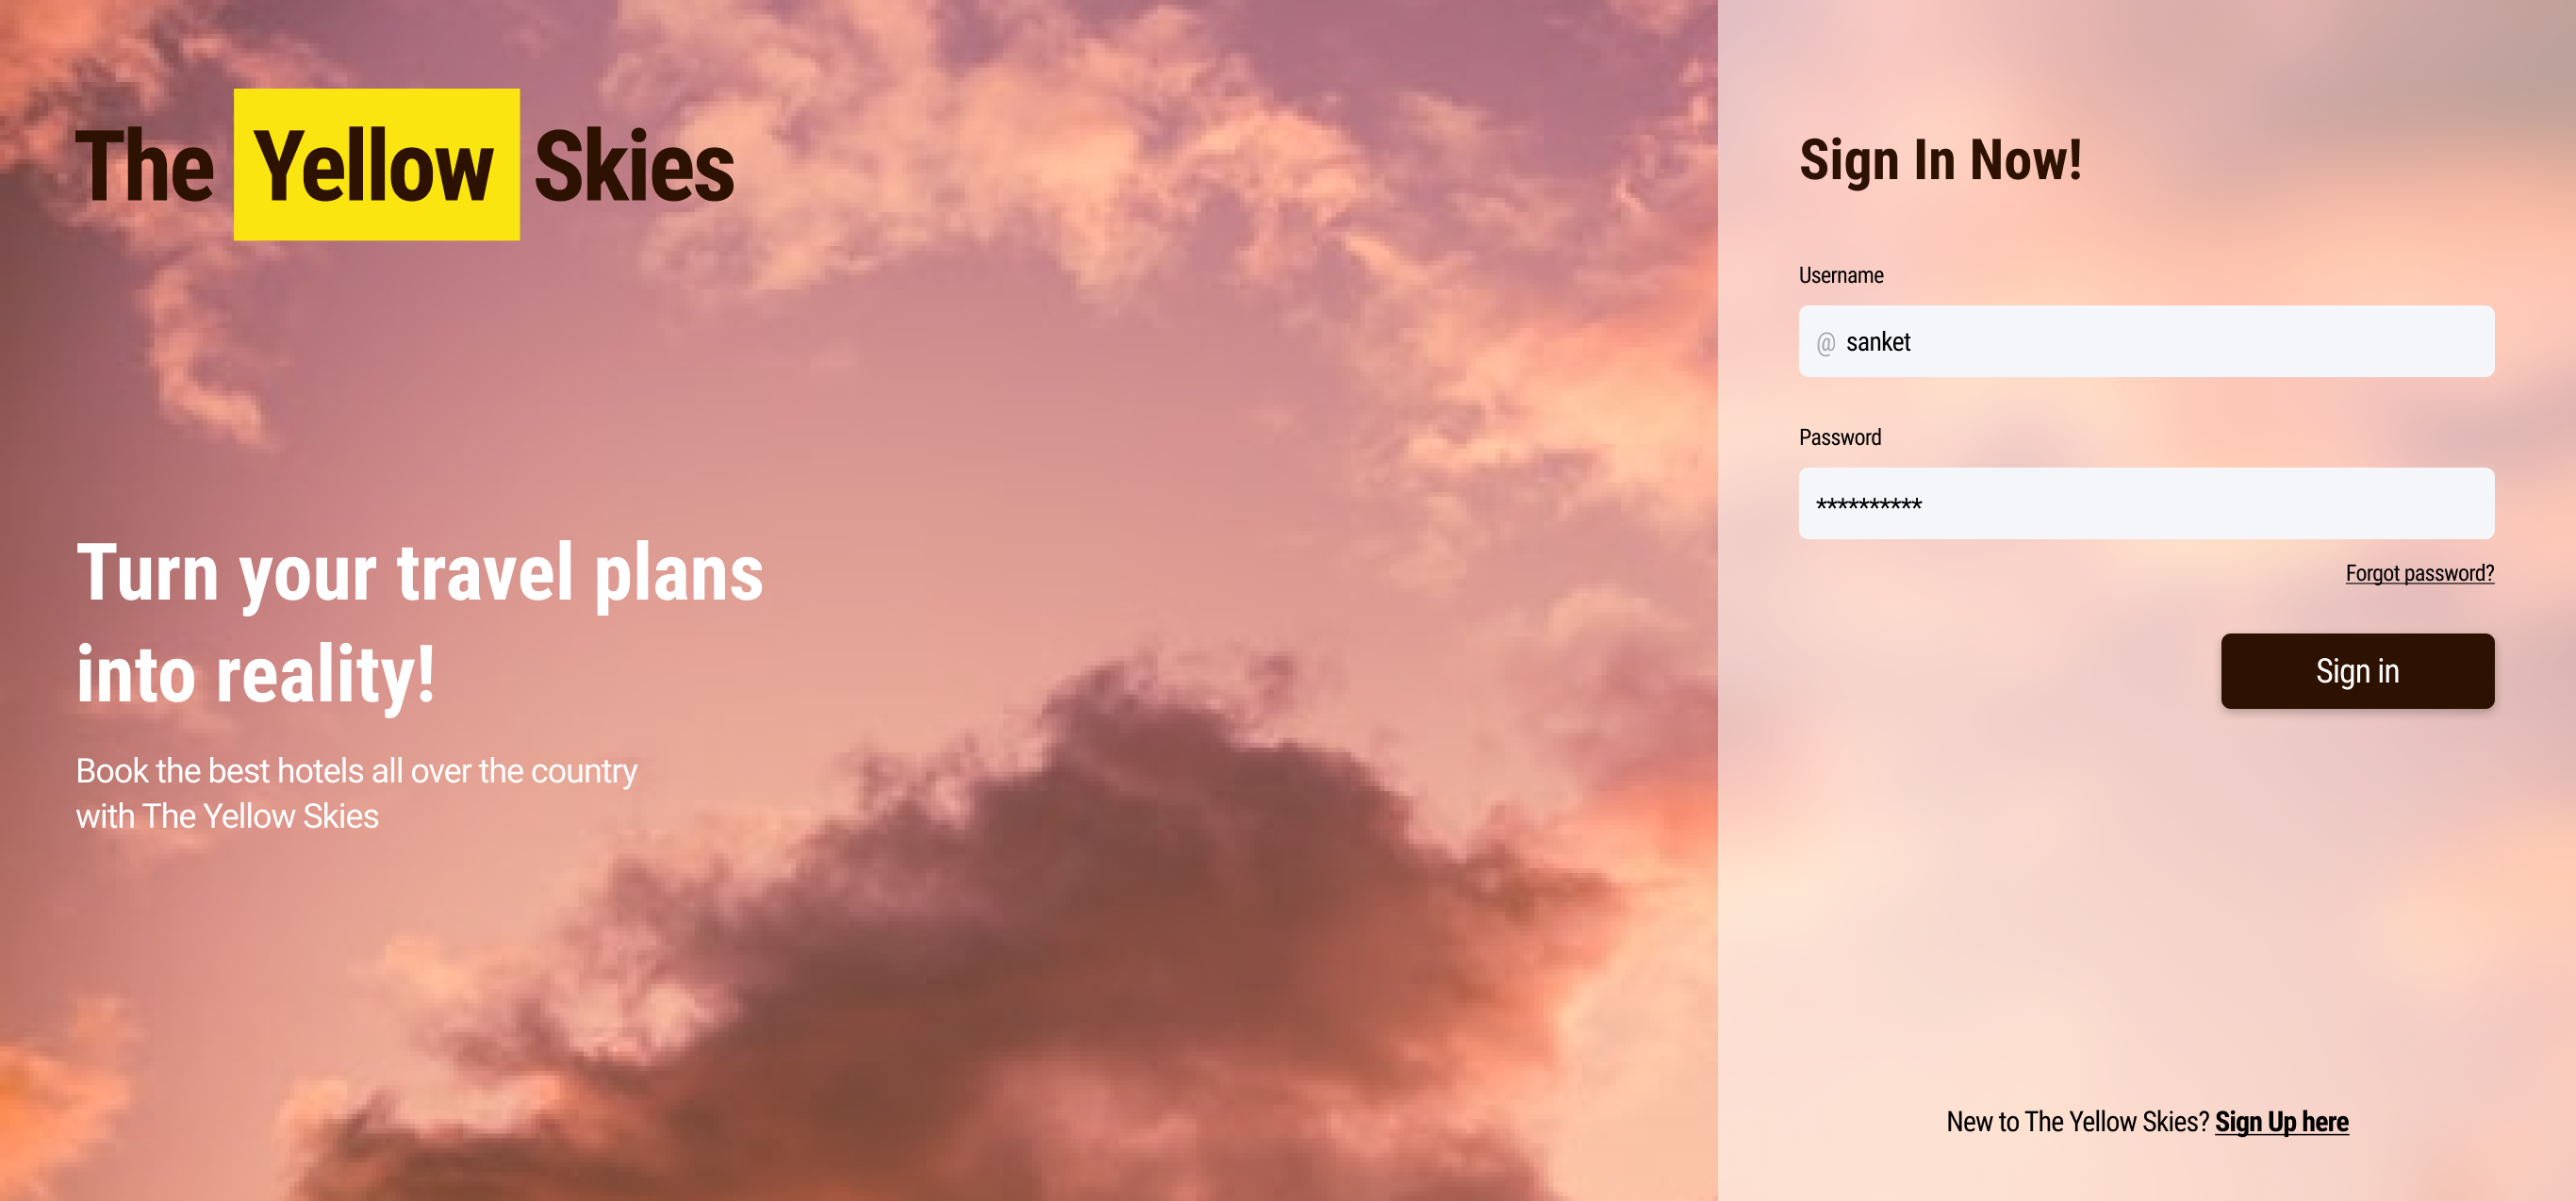 The Yellow Skies
Turn your travel plans
into reality!
Book the best hotels all over the country
with The Yellow Skies
Sign In Now!
Username
@ sanket
Password
**********
Forgot password?
Sign in
New to The Yellow Skies? Sign Up here